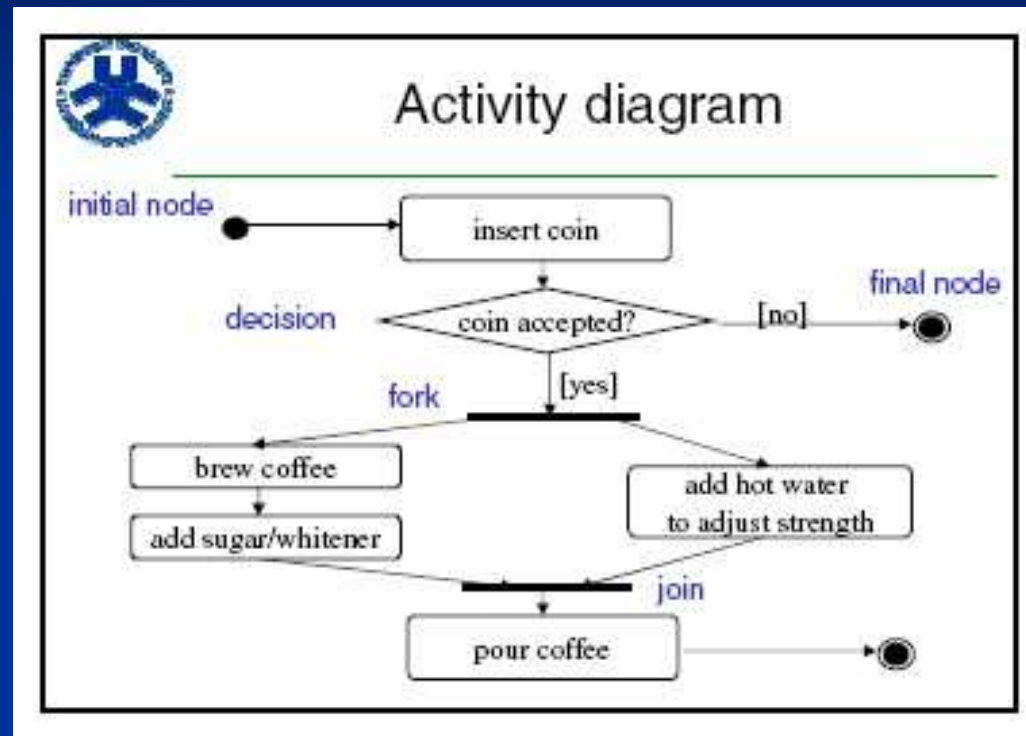 Activity diagram
initial node
insert coin
final node
decision
coin accepted?
[no]
[yes]
fork
brew coffee
add hot water
to adjust strength
add sugar/whitener
join
pour coffee